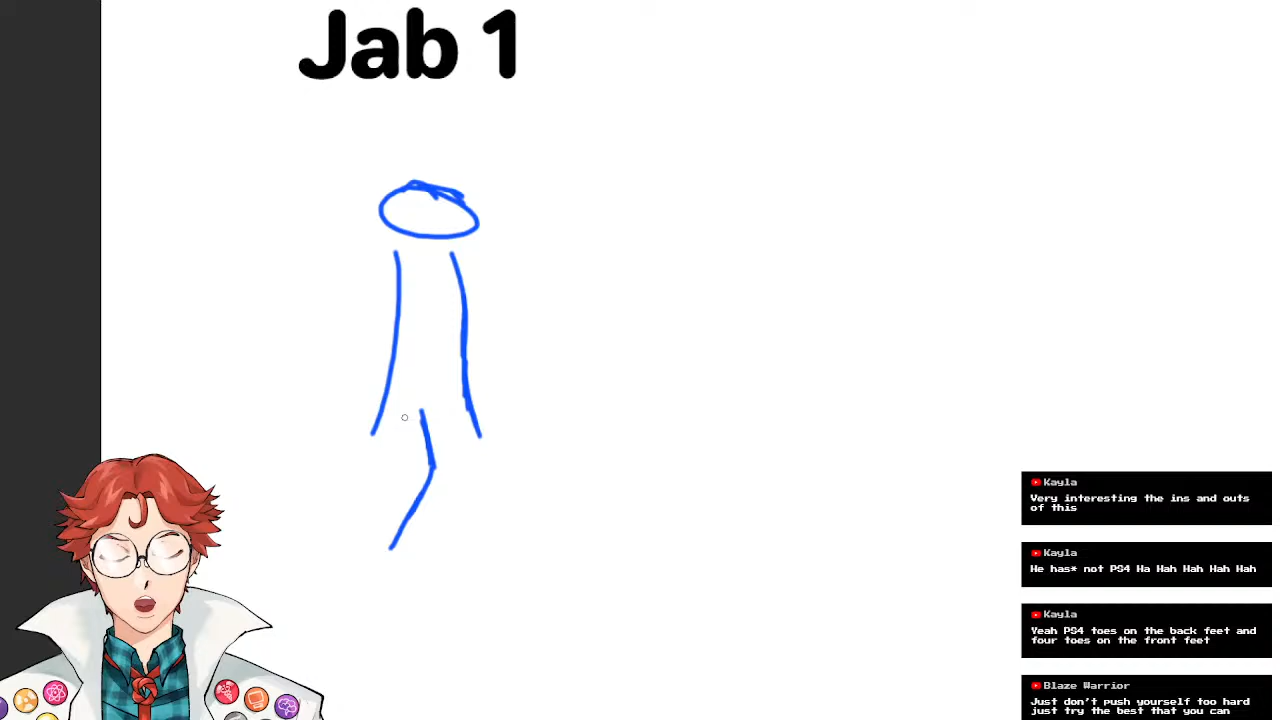 Jab 1
Kayla
Very interesting the ins and outs
of this
Kayla
He has* not PS4 Ha Hah Hah Hah Hah
Kayla
Yeah PS4 toes on the back feet and
four toes on the front feet
Blaze Warrior
Just don't push yourself too hard
just try the best that you can